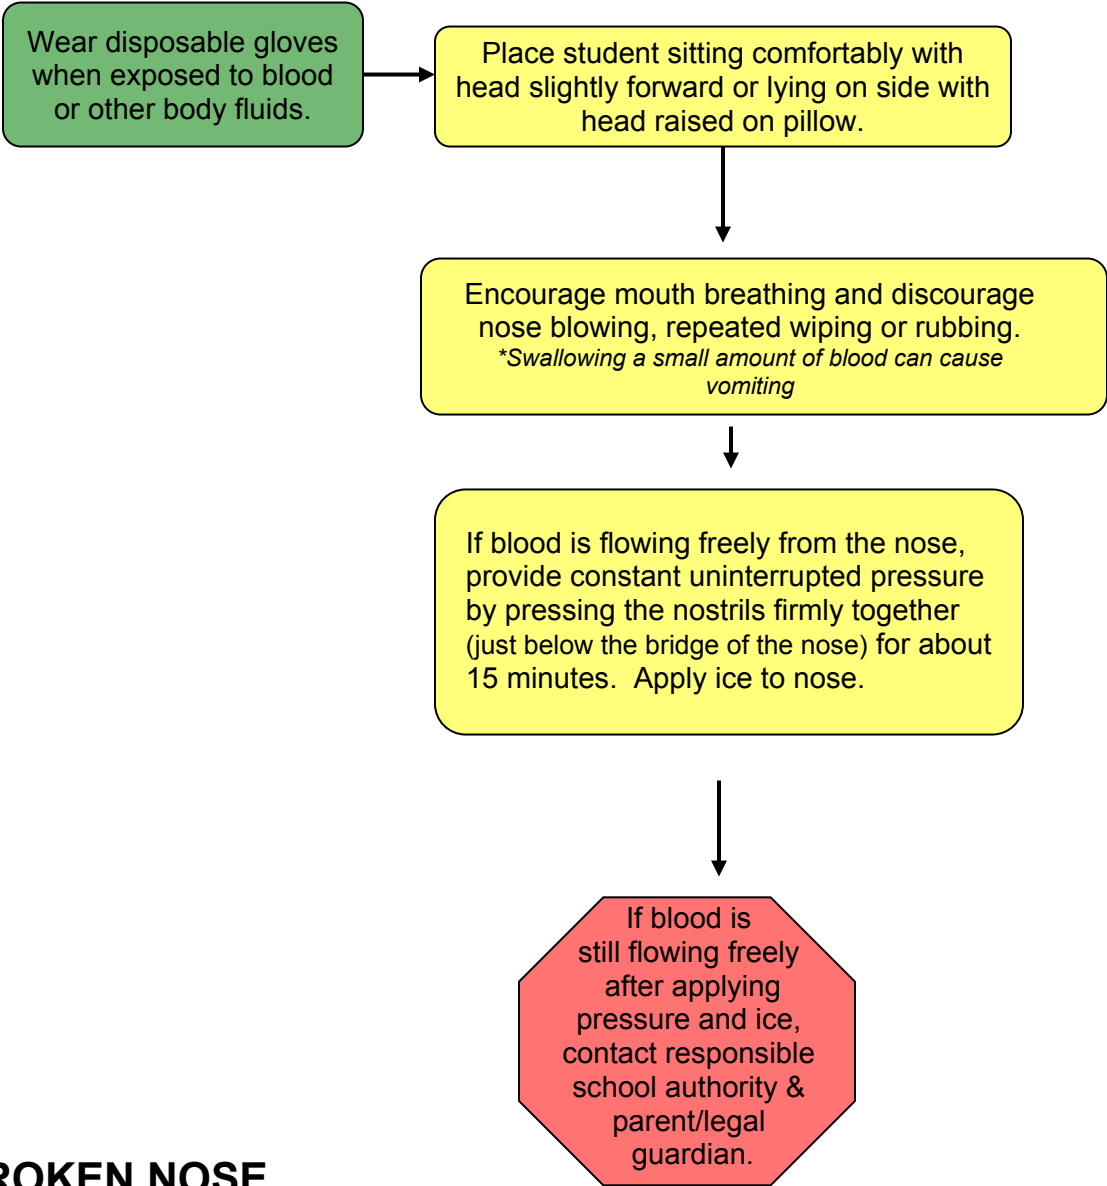 Wear disposable gloves
when exposed to blood
or other body fluids.
Place student sitting comfortably with
head slightly forward or lying on side with
head raised on pillow.
Encourage mouth breathing and discourage
nose blowing, repeated wiping or rubbing.
*Swallowing a small amount of blood can cause
vomiting
If blood is flowing freely from the nose,
provide constant uninterrupted pressure
by pressing the nostrils firmly together
(just below the bridge of the nose) for about
15 minutes.  Apply ice to nose.
If blood is
still flowing freely
after applying
pressure and ice,
contact responsible
school authority &
parent/legal
guardian.
ROKEN NOSE